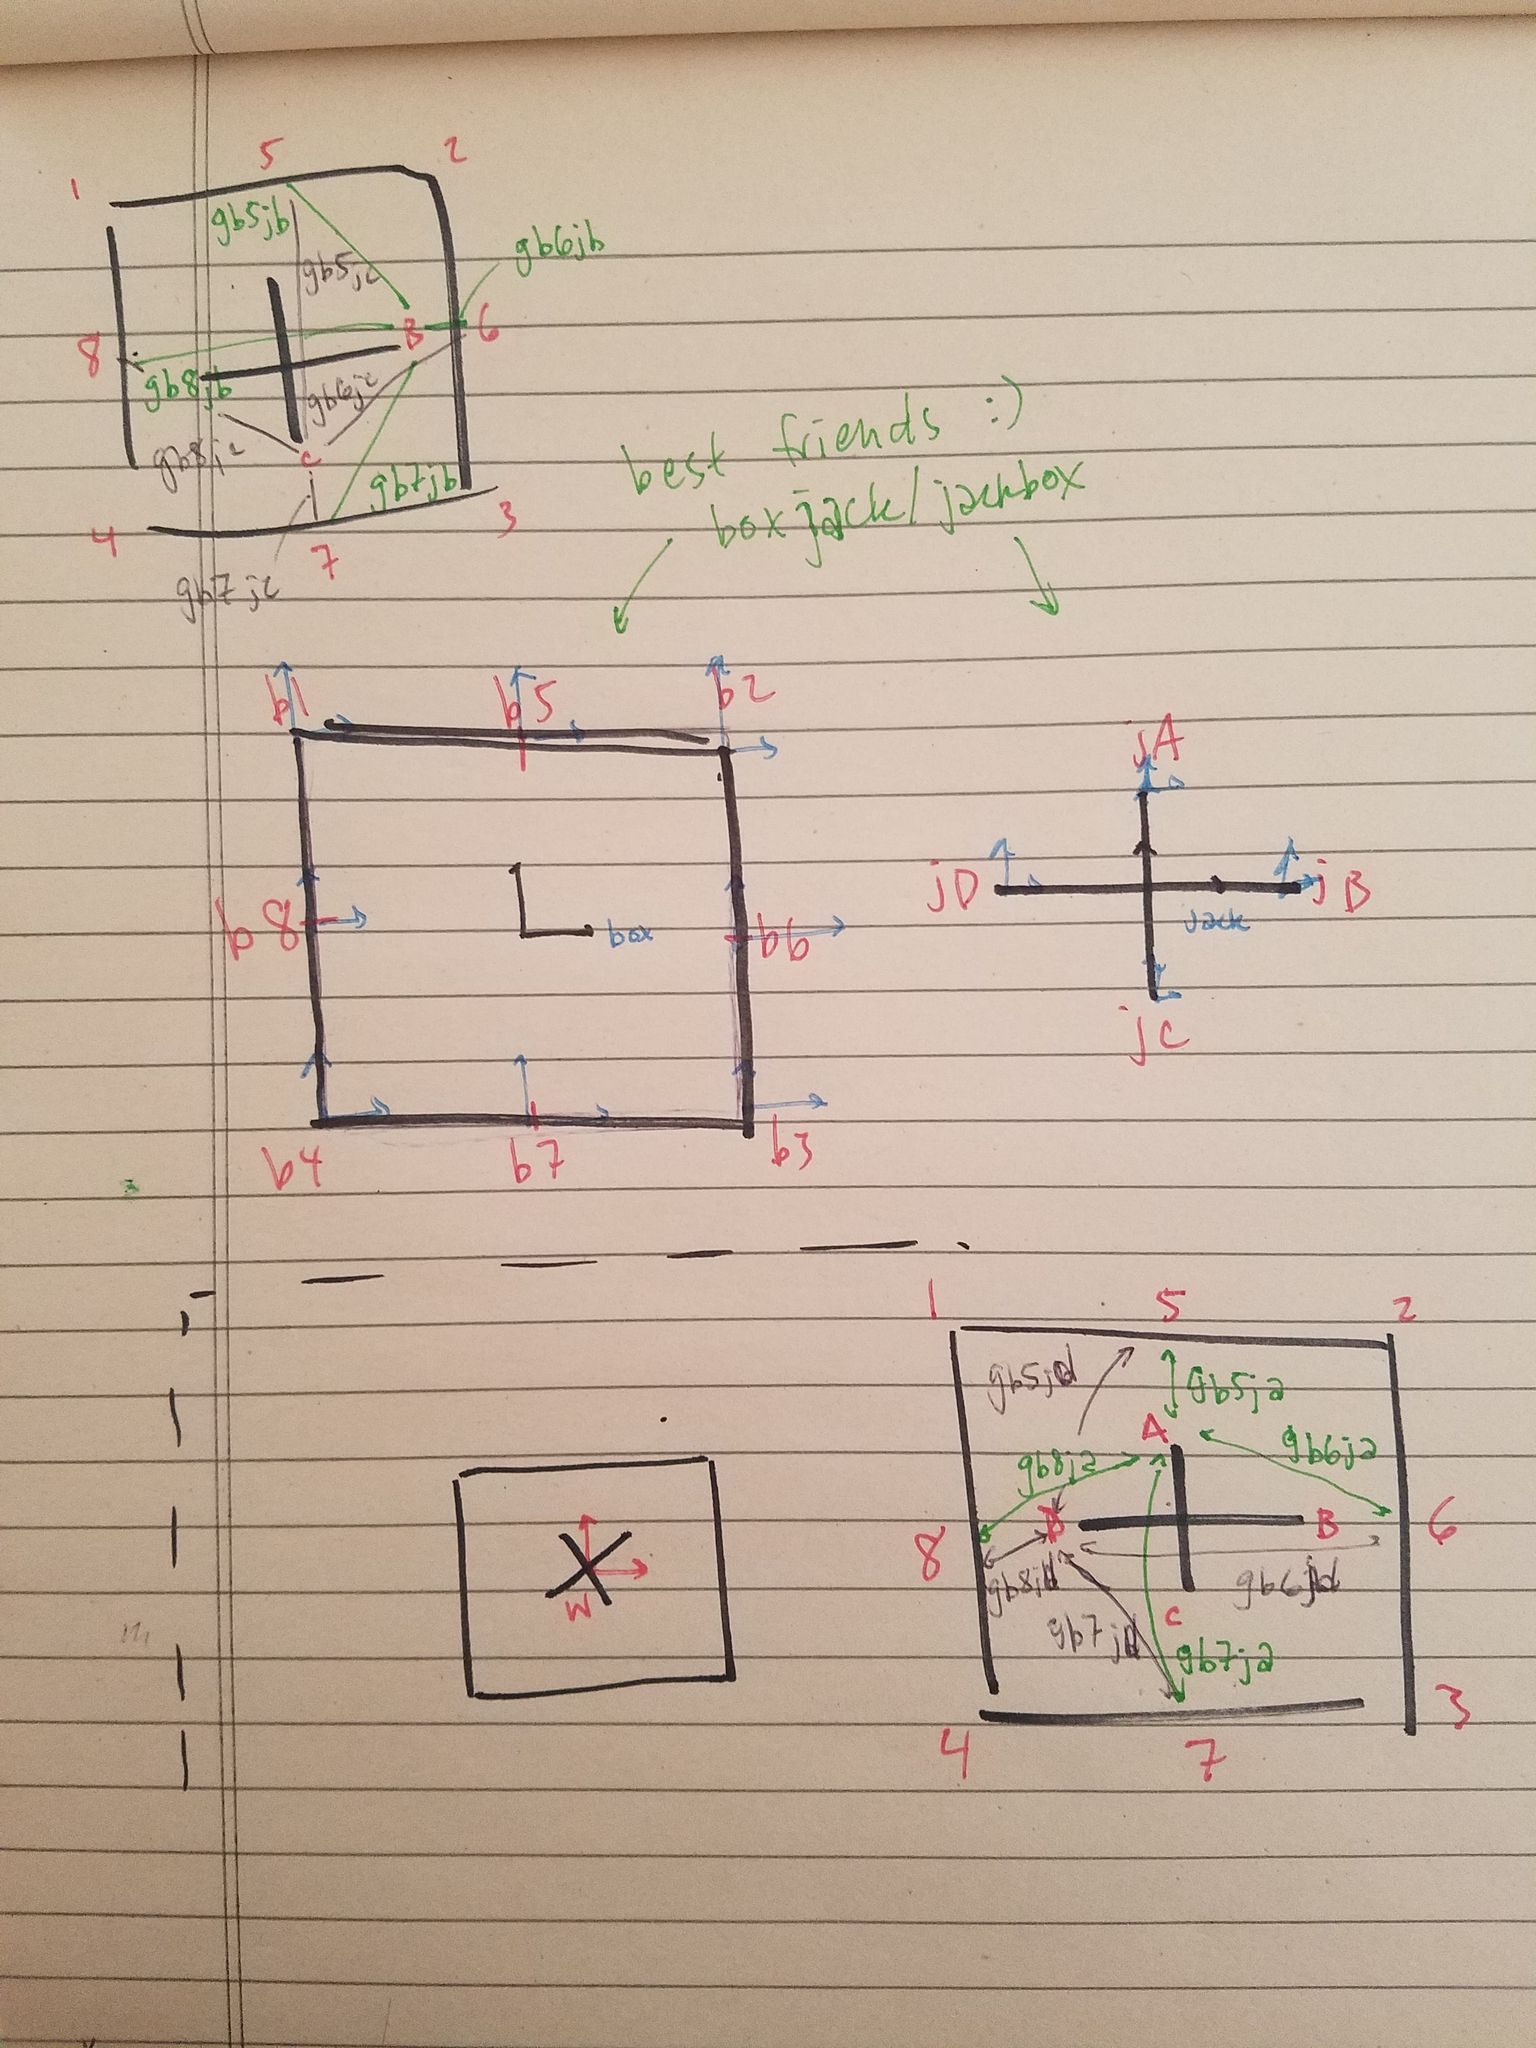 5 2
1
gb5jb
gb6jb
gb5jc
B 6
8
gb8jb
gb6jc
gb8jc
c
gb7jb
4 7 3
gb7jc
best friends :)
boxjack/jackbox
b1 b5 b2
jA
jD jB
jack
b8 box b6
jC
b4 b7 b3
1 5 2
gb5jd gb5ja
A
gb8ja gb6ja
D B 6
8
gb8jd gb6jd
W
c
gb7jd gb7ja
4 7 3